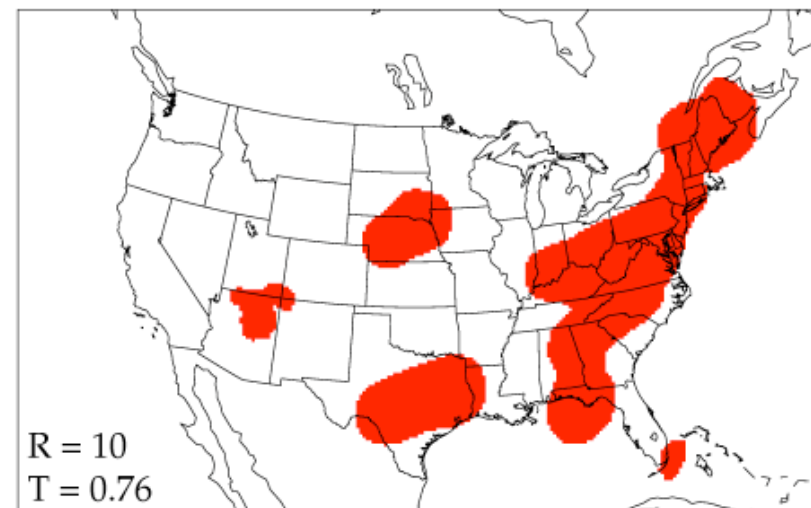 R = 10
T = 0.76